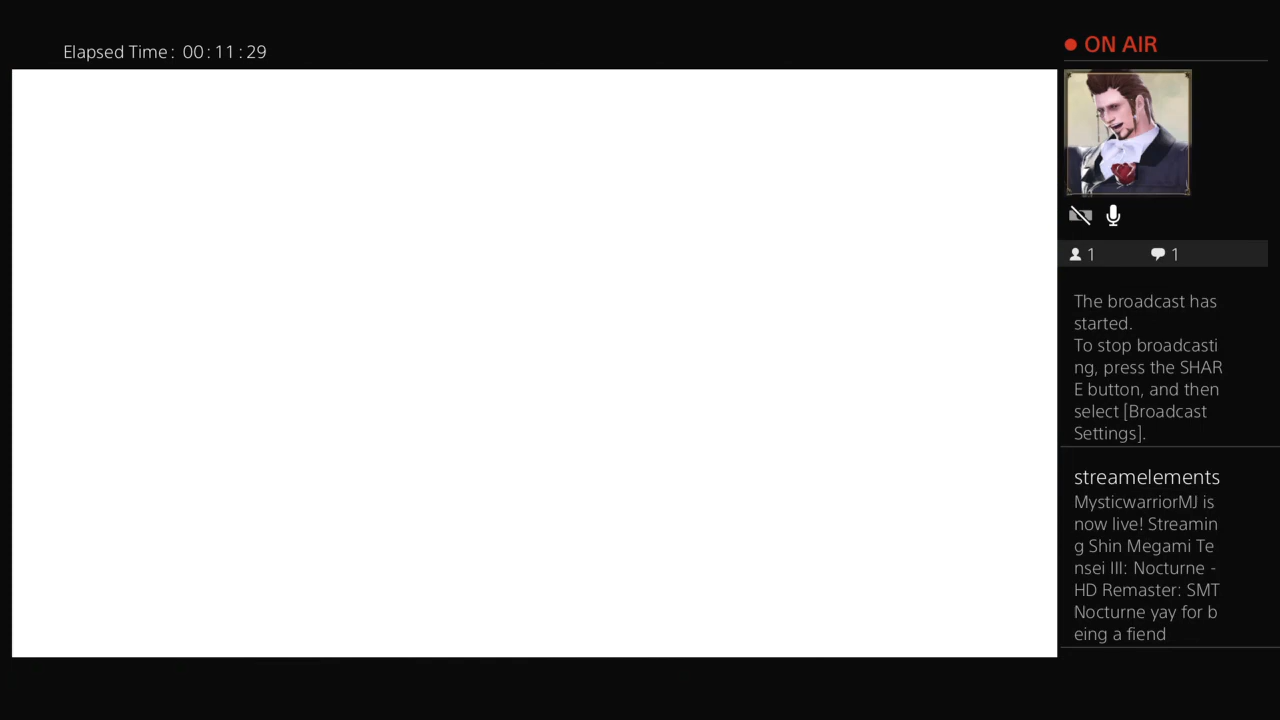 Elapsed Time: 00:11:29
ON AIR
1 1
The broadcast has
started.
To stop broadcasti
ng, press the SHAR
E button, and then
select [Broadcast
Settings].
streamelements
MysticwarriorMJ is
now live! Streamin
g Shin Megami Te
nsei III: Nocturne -
HD Remaster: SMT
Nocturne yay for b
eing a fiend